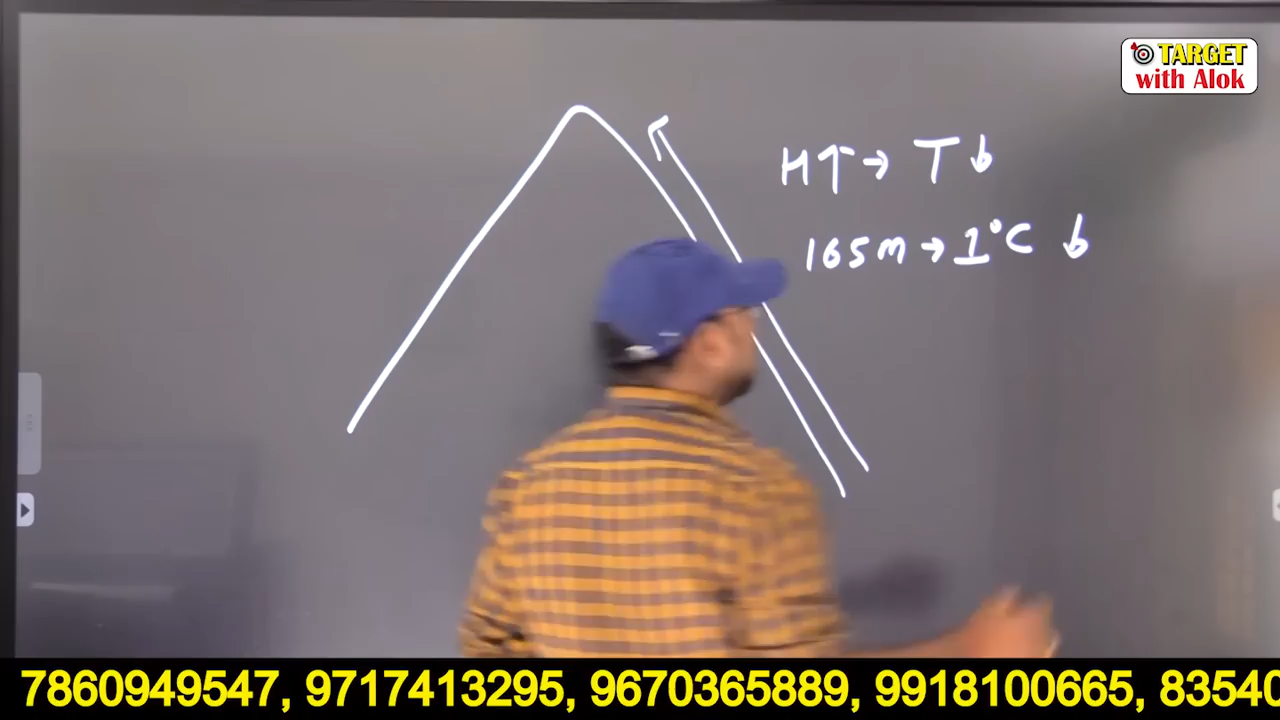 TARGET
with Alok
H↑→ T↓
165m→1°C ↓
7860949547, 9717413295, 9670365889, 9918100665, 83540